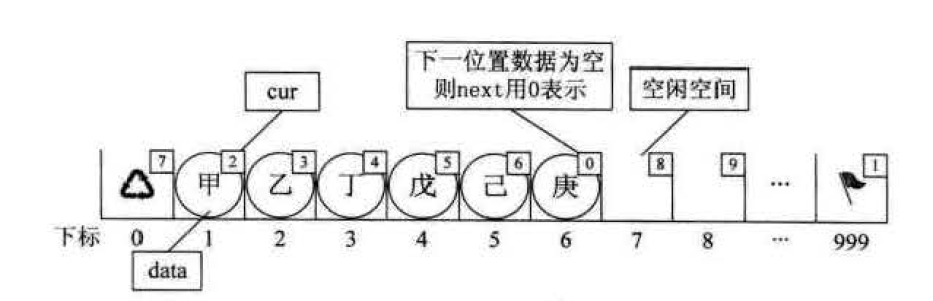 下一位置数据为空
则next用0表示
cur
空闲空间
7 2 3 4 5 6 0 8 9 1
甲 乙 丁 戊 己 庚 ...
下标 0 1 2 3 4 5 6 7 8 ... 999
data